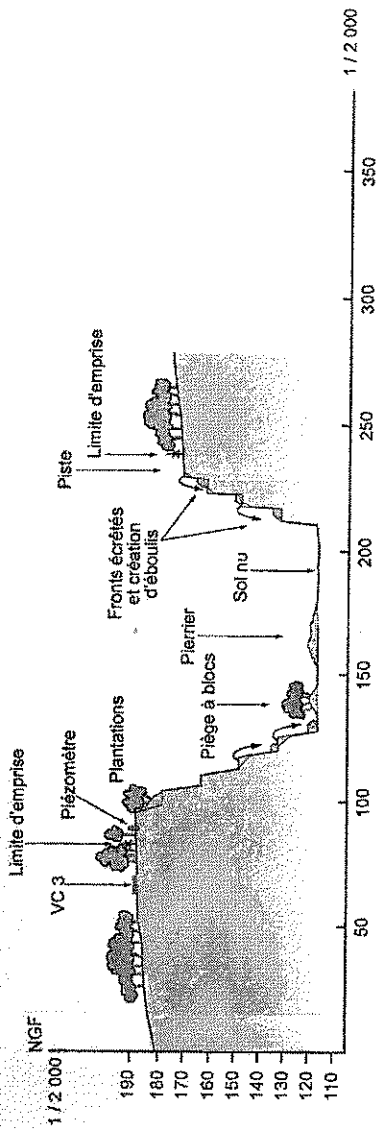 NGF
1 / 2 000
190
180
170
160
150
140
130
120
110
VC 3
Limite d'emprise
Piézomètre
Plantations
Piège à blocs
Pierrier
Sol nu
Fronts écrêtés
et création
d'éboulis
Piste
Limite d'emprise
50
100
150
200
250
300
350
1 / 2 000